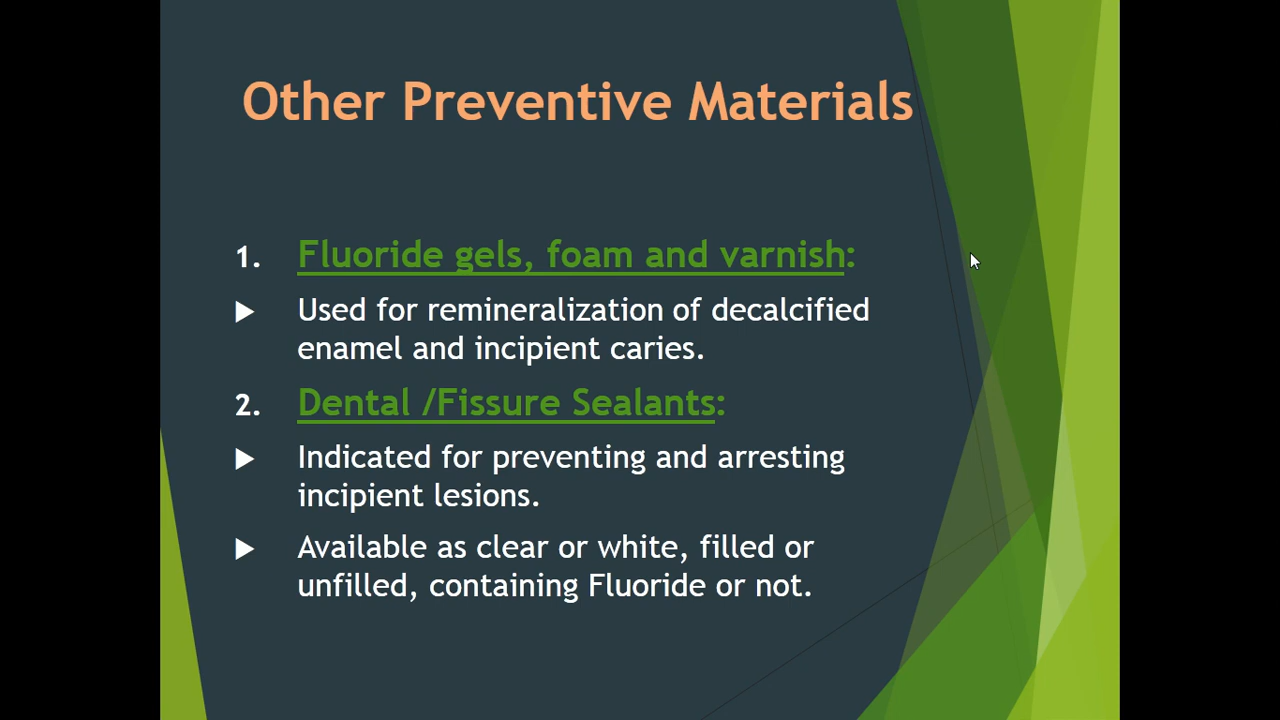 Other Preventive Materials
1. Fluoride gels, foam and varnish:
▶ Used for remineralization of decalcified
enamel and incipient caries.
2. Dental /Fissure Sealants:
▶ Indicated for preventing and arresting
incipient lesions.
▶ Available as clear or white, filled or
unfilled, containing Fluoride or not.